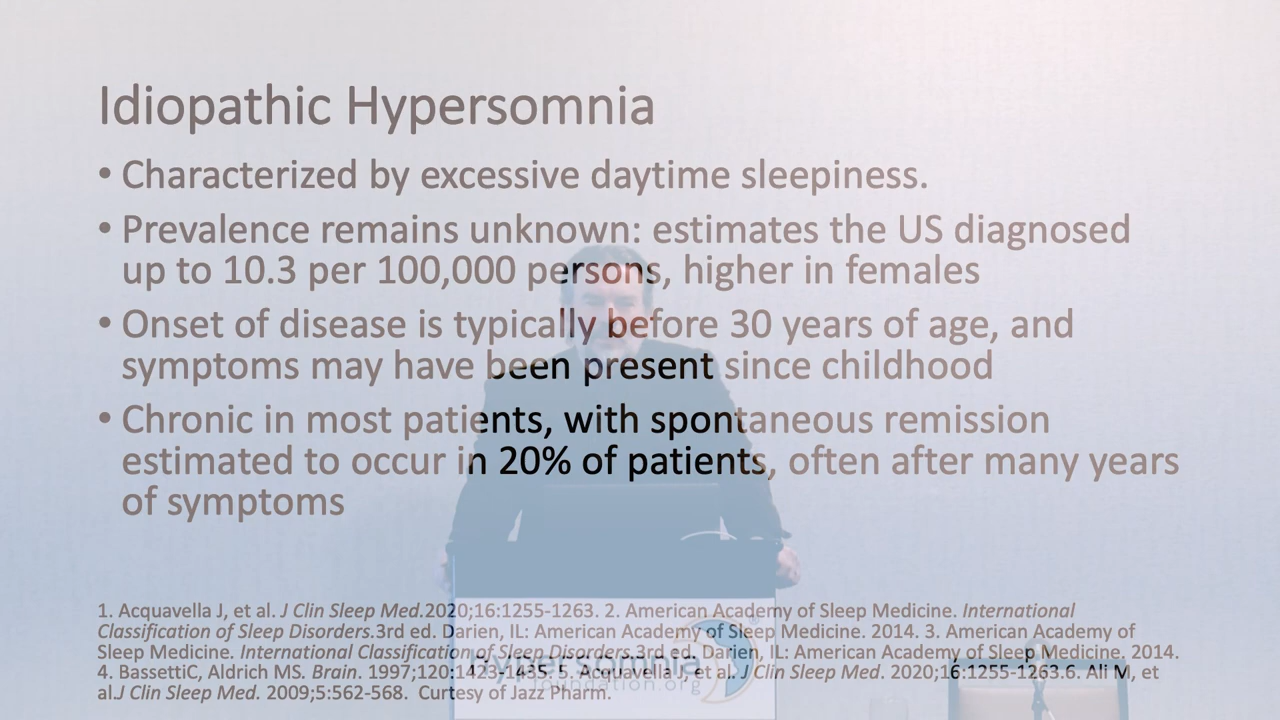 Idiopathic Hypersomnia
• Characterized by excessive daytime sleepiness.
• Prevalence remains unknown: estimates the US diagnosed
up to 10.3 per 100,000 persons, higher in females
• Onset of disease is typically before 30 years of age, and
symptoms may have been present since childhood
• Chronic in most patients, with spontaneous remission
estimated to occur in 20% of patients, often after many years
of symptoms
1. Acquavella J, et al. J Clin Sleep Med.2020;16:1255-1263. 2. American Academy of Sleep Medicine. International
Classification of Sleep Disorders.3rd ed. Darien, IL: American Academy of Sleep Medicine. 2014. 3. American Academy of
Sleep Medicine. International Classification of Sleep Disorders.3rd ed. Darien, IL: American Academy of Sleep Medicine. 2014.
4. BassettiC, Aldrich MS. Brain. 1997;120:1423-1435. 5. Acquavella J, et al. J Clin Sleep Med. 2020;16:1255-1263.6. Ali M, et
al.J Clin Sleep Med. 2009;5:562-568. Curtesy of Jazz Pharm.
Hypersomnia
foundation.org